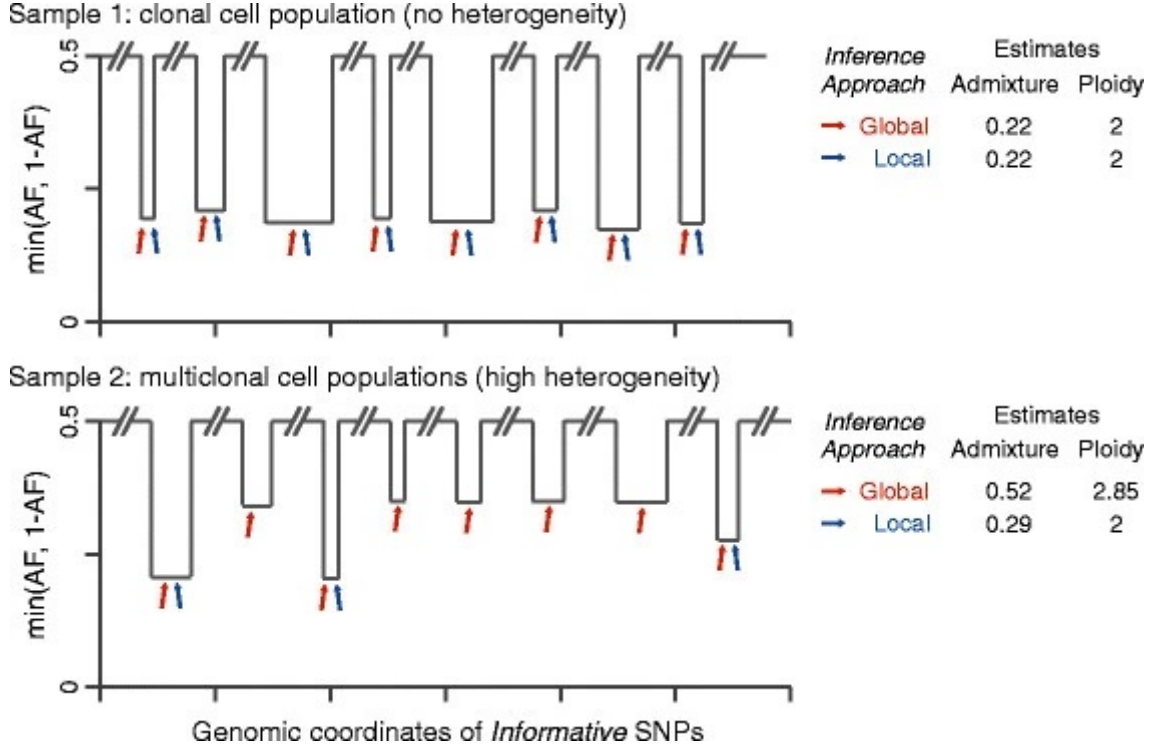 Sample 1: clonal cell population (no heterogeneity)
0.5
0
min(AF, 1-AF)
Inference Approach
Estimates
Admixture Ploidy
Global 0.22 2
Local 0.22 2
Sample 2: multiclonal cell populations (high heterogeneity)
0.5
0
min(AF, 1-AF)
Inference Approach
Estimates
Admixture Ploidy
Global 0.52 2.85
Local 0.29 2
Genomic coordinates of Informative SNPs